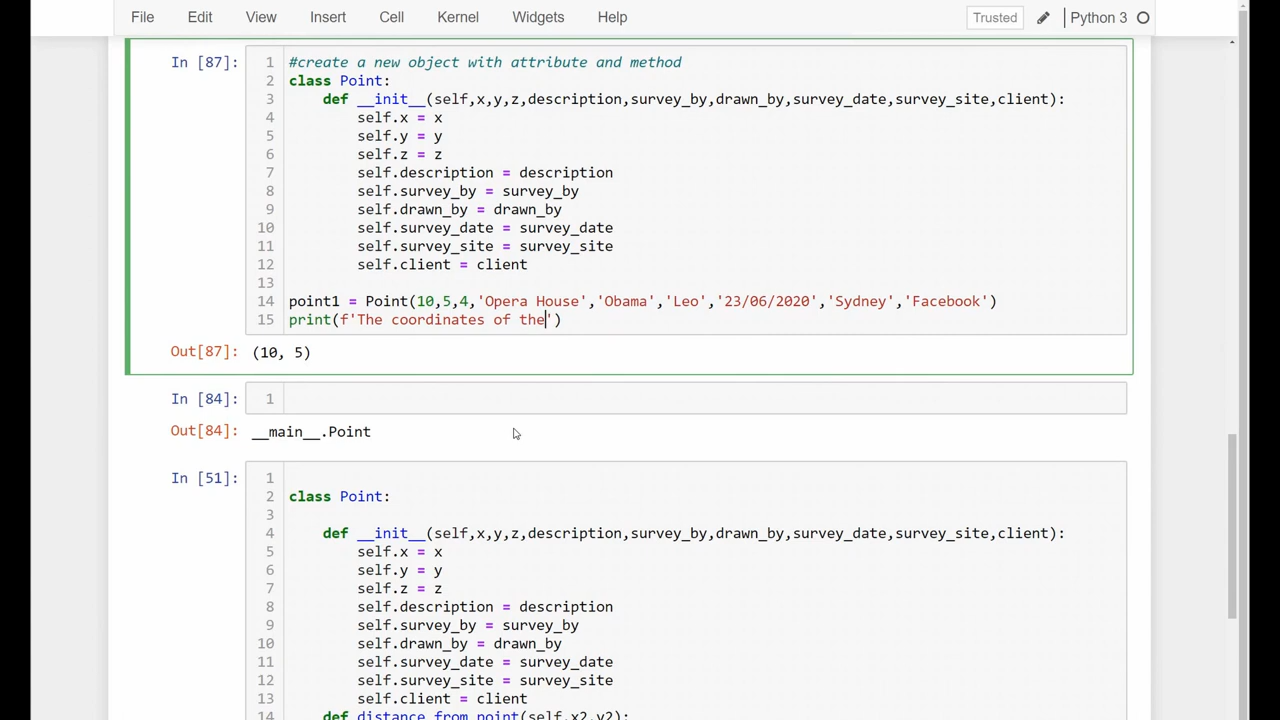 File Edit View Insert Cell Kernel Widgets Help Trusted Python 3
In [87]:
1 #create a new object with attribute and method
2 class Point:
3     def __init__(self,x,y,z,description,survey_by,drawn_by,survey_date,survey_site,client):
4         self.x = x
5         self.y = y
6         self.z = z
7         self.description = description
8         self.survey_by = survey_by
9         self.drawn_by = drawn_by
10         self.survey_date = survey_date
11         self.survey_site = survey_site
12         self.client = client
13
14 point1 = Point(10,5,4,'Opera House','Obama','Leo','23/06/2020','Sydney','Facebook')
15 print(f'The coordinates of the')
Out[87]: (10, 5)
In [84]: 1
Out[84]: __main__.Point
In [51]: 1
2 class Point:
3
4     def __init__(self,x,y,z,description,survey_by,drawn_by,survey_date,survey_site,client):
5         self.x = x
6         self.y = y
7         self.z = z
8         self.description = description
9         self.survey_by = survey_by
10         self.drawn_by = drawn_by
11         self.survey_date = survey_date
12         self.survey_site = survey_site
13         self.client = client
14     def distance_from_point(self,x2,y2):